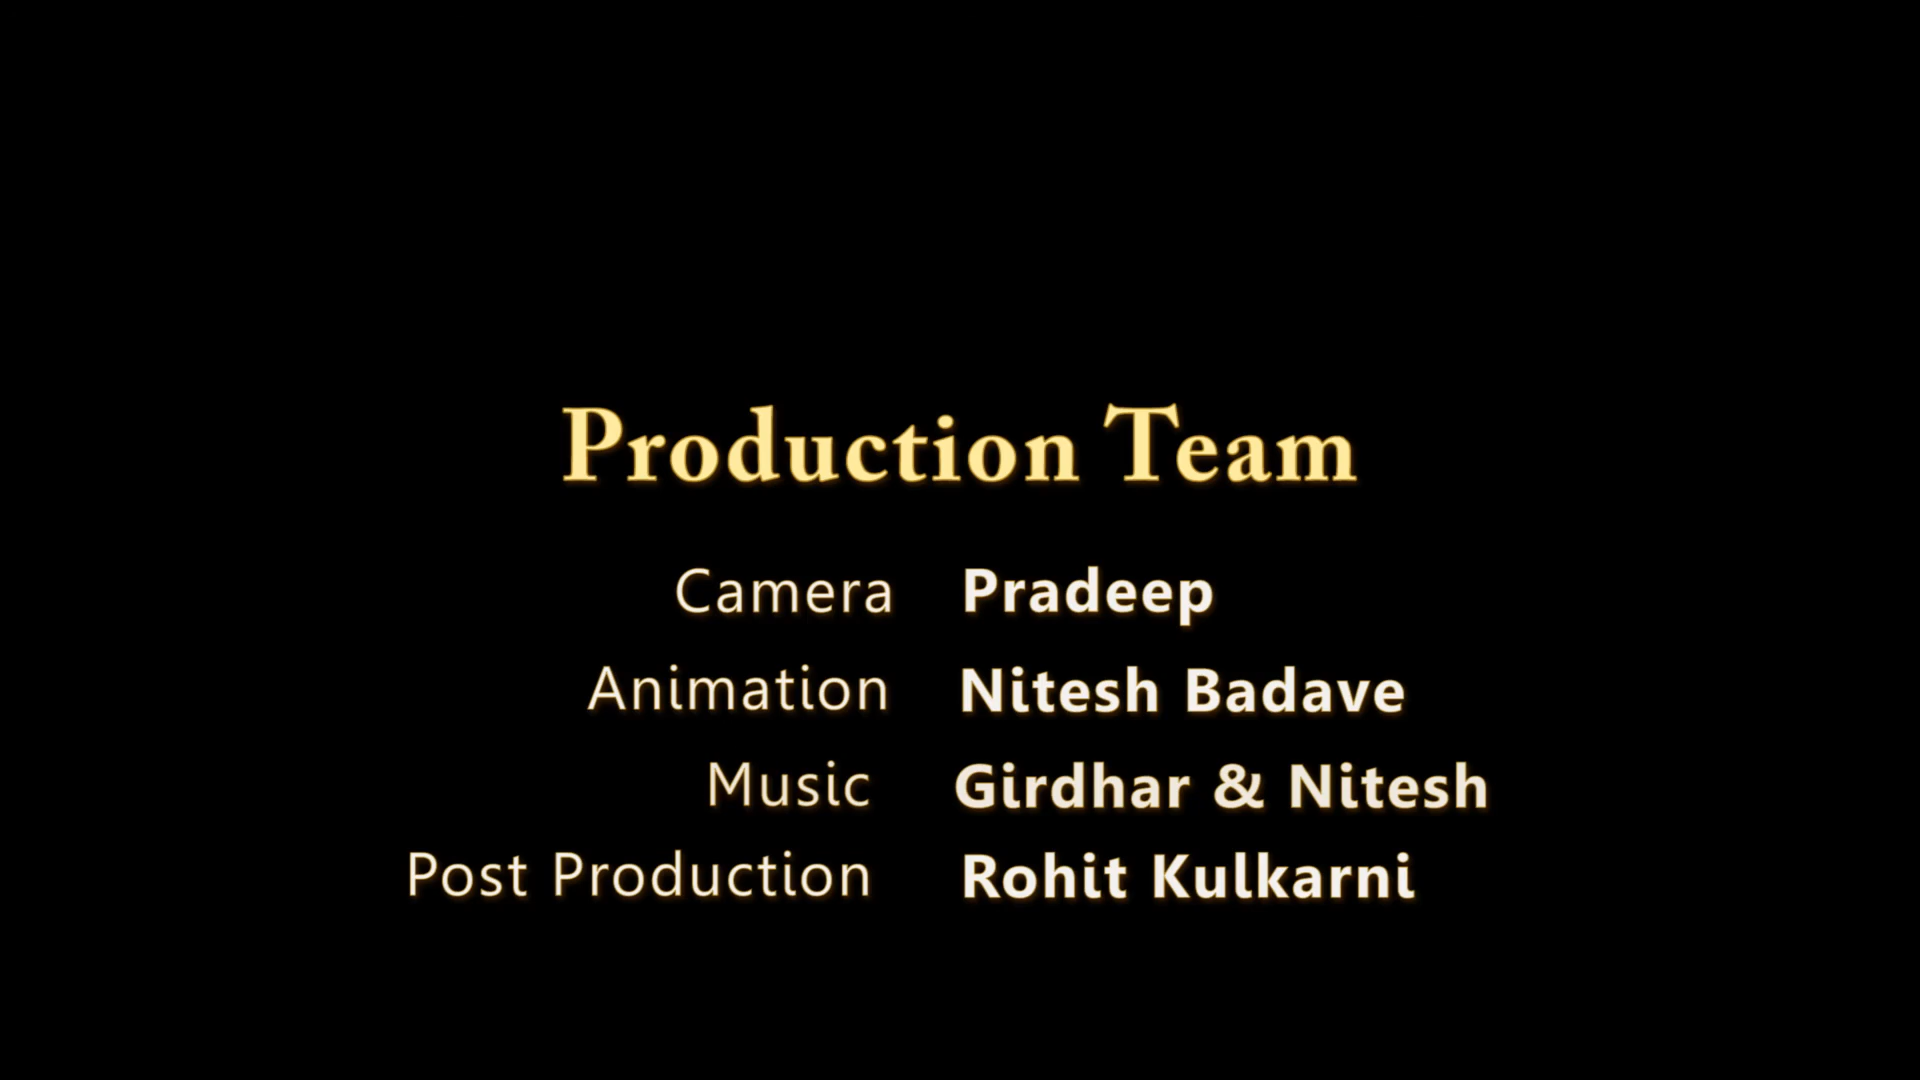 Production Team
Camera Pradeep
Animation Nitesh Badave
Music Girdhar & Nitesh
Post Production Rohit Kulkarni